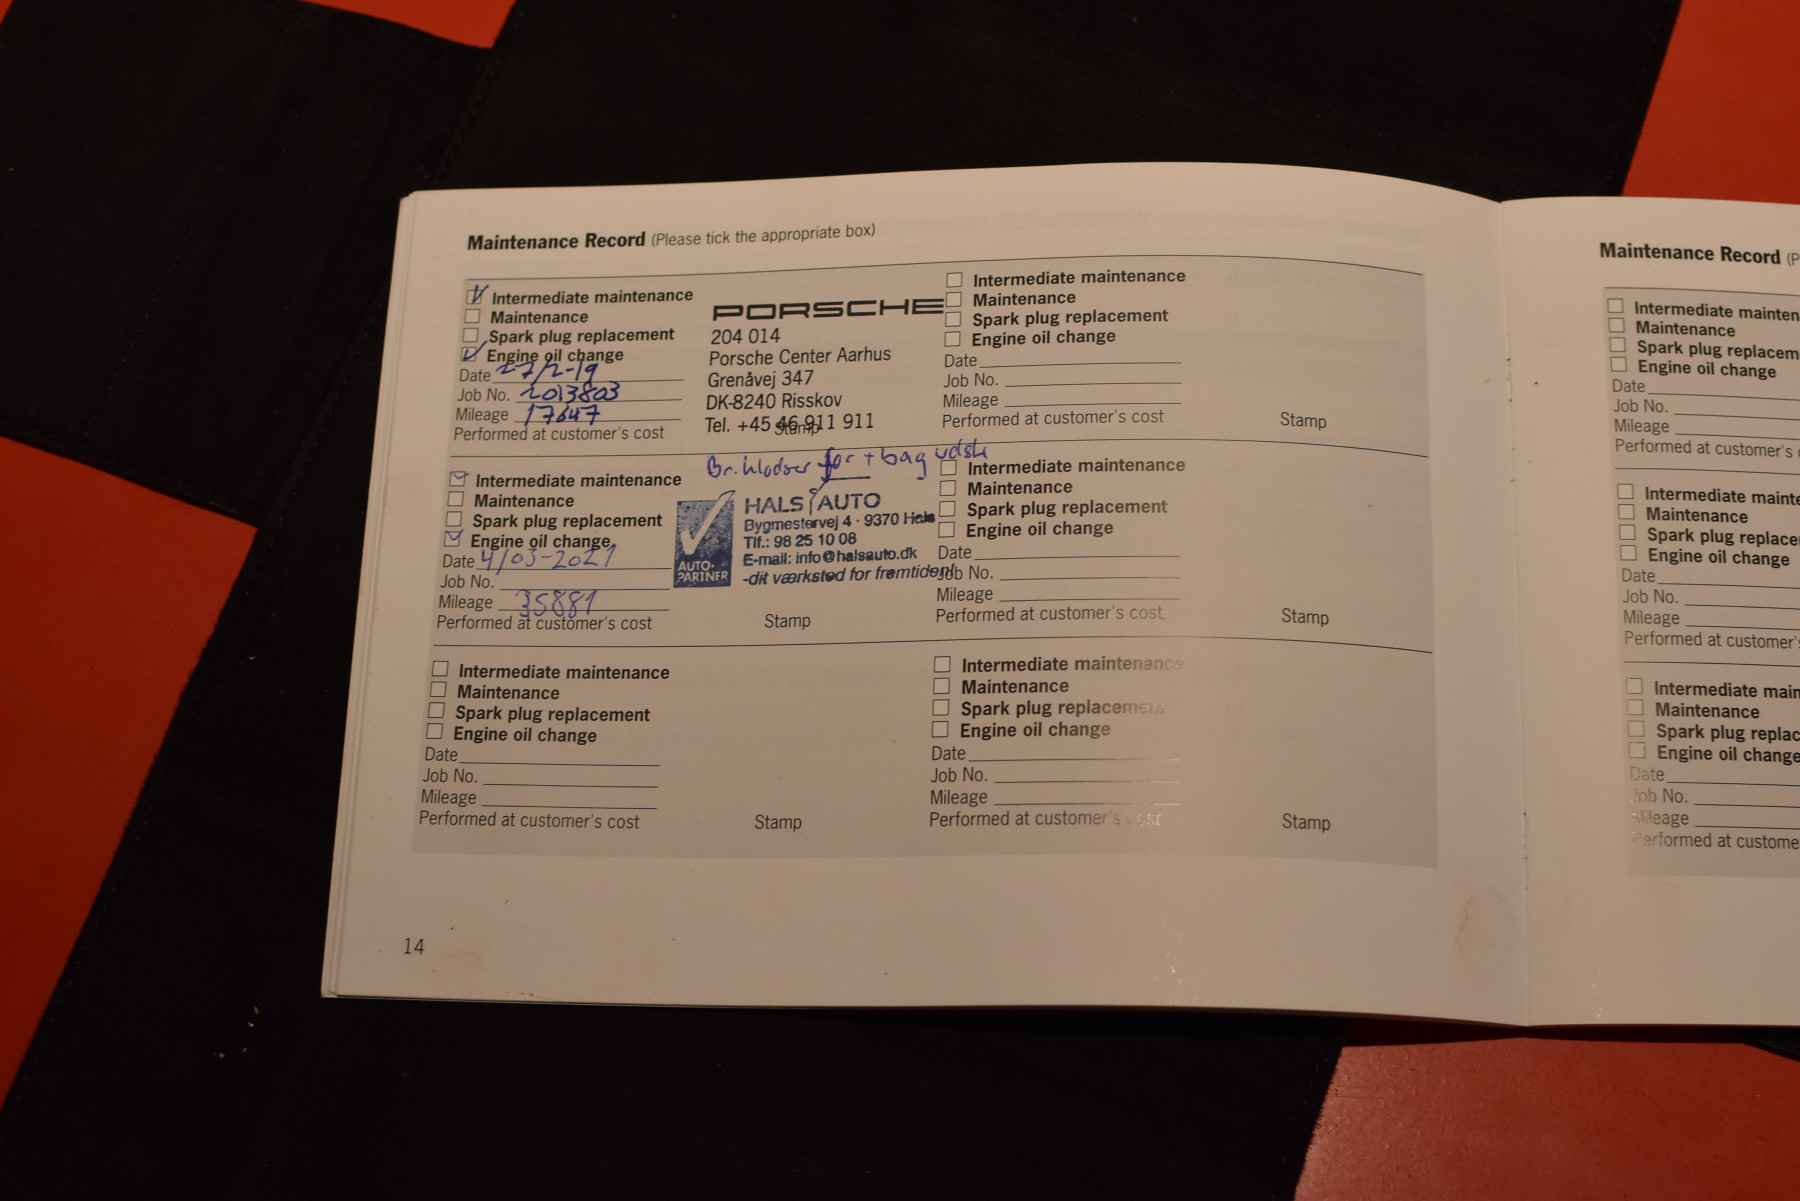 Maintenance Record (Please tick the appropriate box)
Intermediate maintenance
Maintenance
Spark plug replacement
Engine oil change
Date 27/2-19
Job No. 2013803
Mileage 17647
Performed at customer's cost
PORSCHE
204 014
Porsche Center Aarhus
Grenåvej 347
DK-8240 Risskov
Tel. +45 46 911 911
Stamp
Intermediate maintenance
Maintenance
Spark plug replacement
Engine oil change
Date
Job No.
Mileage
Performed at customer's cost
Stamp
Intermediate maintenance
Maintenance
Spark plug replacement
Engine oil change
Date 4/03-2021
Job No.
Mileage 35881
Performed at customer's cost
Br. klodser for + bag udsk
HALS AUTO
Bygmestervej 4 · 9370 Hals
Tlf.: 98 25 10 08
E-mail: info@halsauto.dk
-dit værksted for fremtiden!
AUTO-
PARTNER
Stamp
Intermediate maintenance
Maintenance
Spark plug replacement
Engine oil change
Date
Job No.
Mileage
Performed at customer's cost
Stamp
Intermediate maintenance
Maintenance
Spark plug replacement
Engine oil change
Date
Job No.
Mileage
Performed at customer's cost
Stamp
Intermediate maintenance
Maintenance
Spark plug replacement
Engine oil change
Date
Job No.
Mileage
Performed at customer's cost
Stamp
14
Maintenance Record (P
Intermediate mainten
Maintenance
Spark plug replacem
Engine oil change
Date
Job No.
Mileage
Performed at customer's
Intermediate mainte
Maintenance
Spark plug replace
Engine oil change
Date
Job No.
Mileage
Performed at customer's
Intermediate main
Maintenance
Spark plug replac
Engine oil change
Date
Job No.
Mileage
Performed at custome